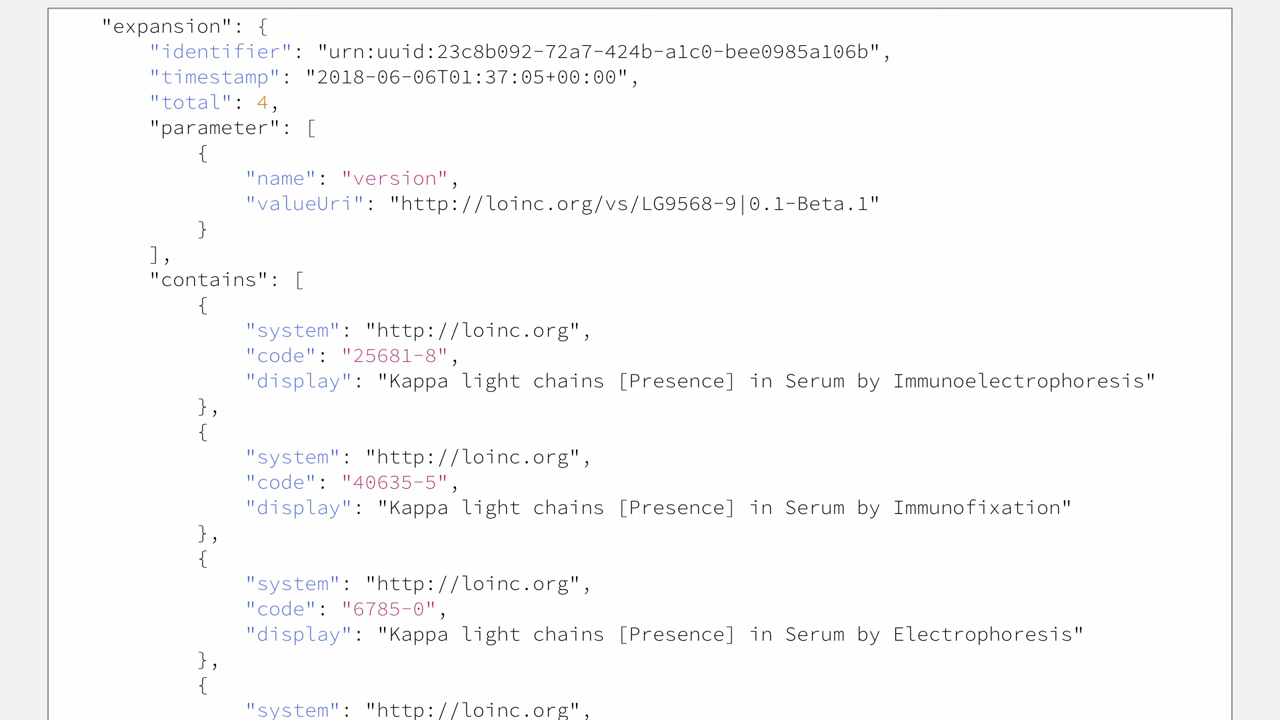 "expansion": {
"identifier": "urn:uuid:23c8b092-72a7-424b-a1c0-bee0985a106b",
"timestamp": "2018-06-06T01:37:05+00:00",
"total": 4,
"parameter": [
{
"name": "version",
"valueUri": "http://loinc.org/vs/LG9568-9|0.1-Beta.1"
}
],
"contains": [
{
"system": "http://loinc.org",
"code": "25681-8",
"display": "Kappa light chains [Presence] in Serum by Immunoelectrophoresis"
},
{
"system": "http://loinc.org",
"code": "40635-5",
"display": "Kappa light chains [Presence] in Serum by Immunofixation"
},
{
"system": "http://loinc.org",
"code": "6785-0",
"display": "Kappa light chains [Presence] in Serum by Electrophoresis"
},
{
"system": "http://loinc.org",